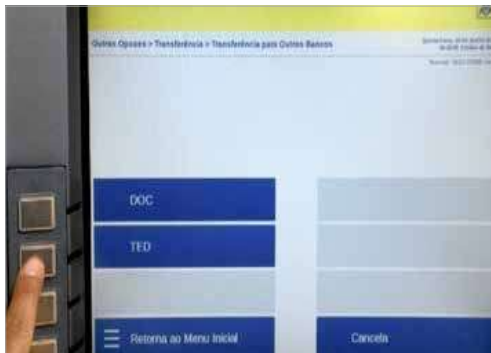 Outras Opções > Transferência > Transferência para Outros Bancos
DOC
TED
Retorna ao Menu Inicial
Cancela